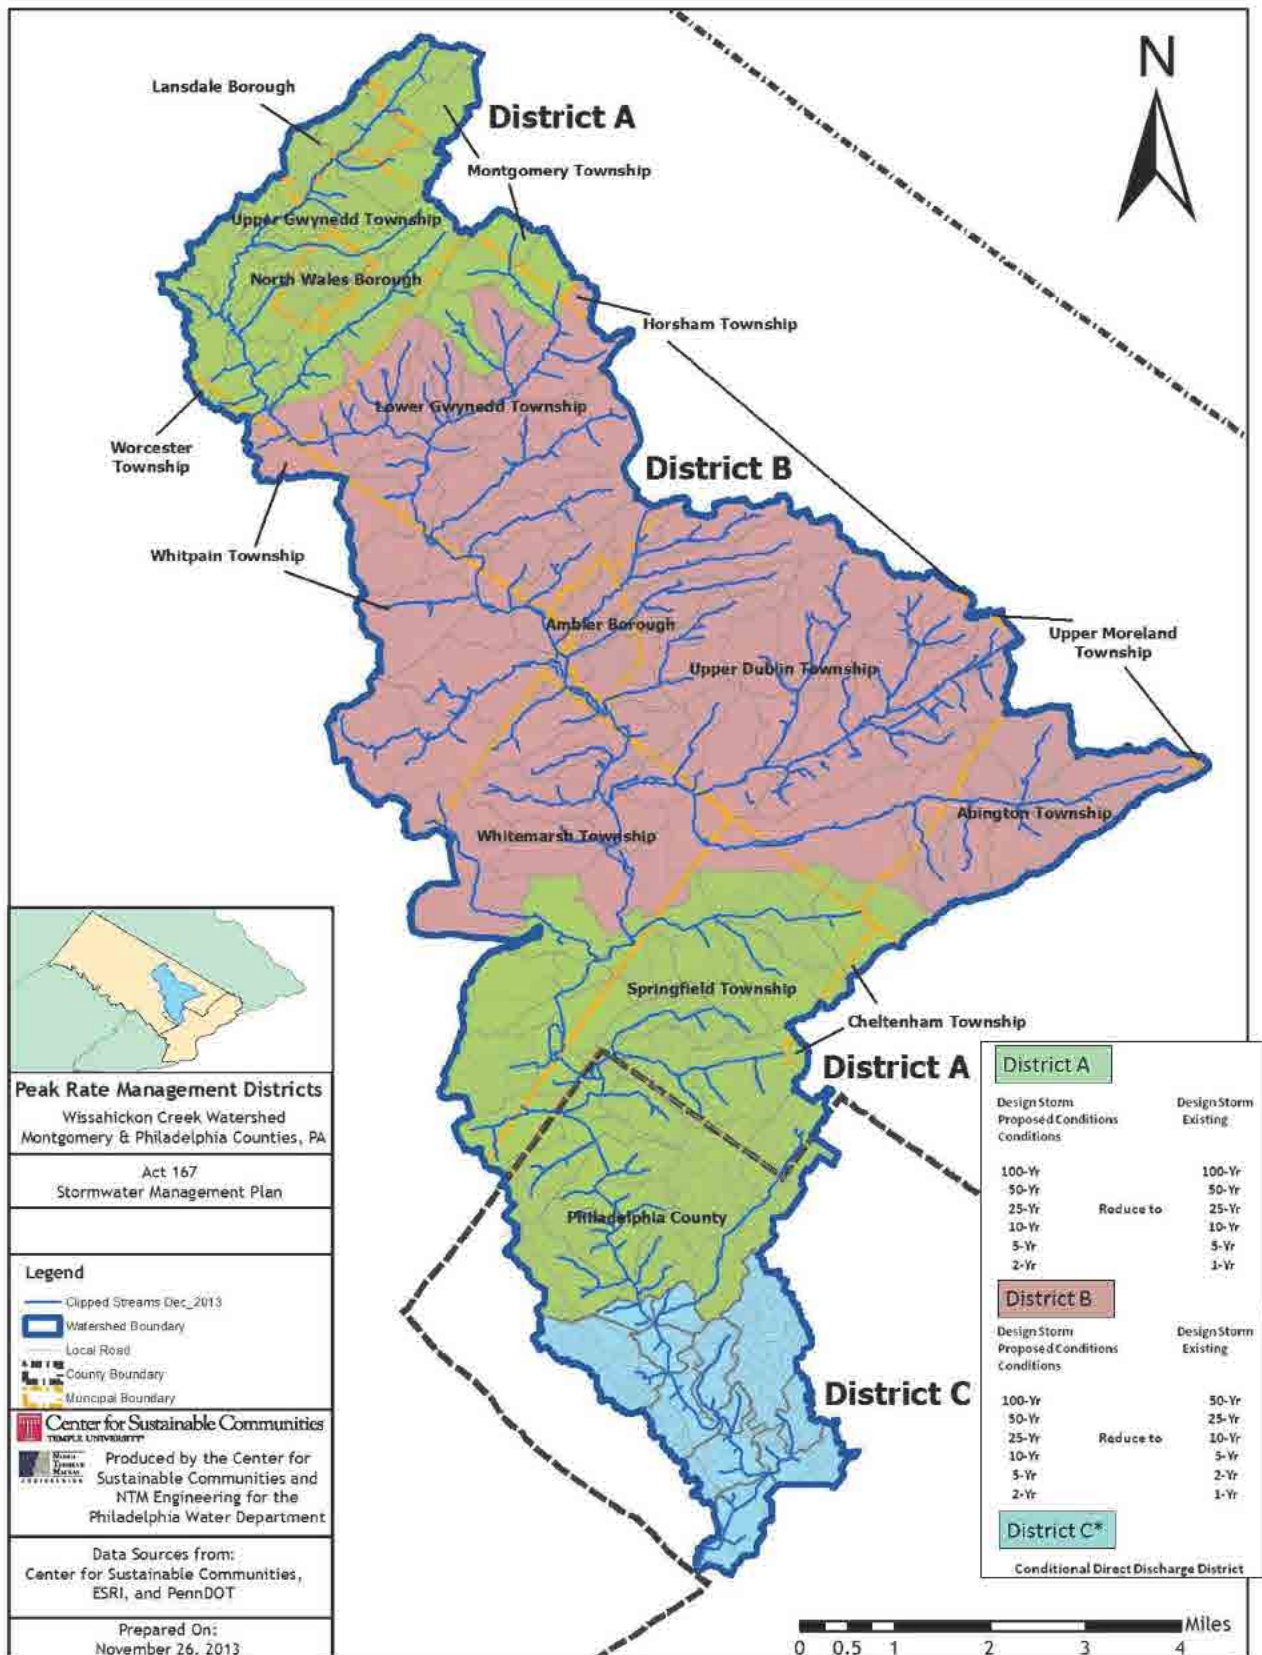 N
Lansdale Borough
District A
Montgomery Township
Upper Gwynedd Township
North Wales Borough
Horsham Township
Lower Gwynedd Township
Worcester
Township
District B
Whitpain Township
Ambler Borough
Upper Moreland
Township
Upper Dublin Township
Abington Township
Whitemarsh Township
Springfield Township
Cheltenham Township
District A
Philadelphia County
District C
Peak Rate Management Districts
Wissahickon Creek Watershed
Montgomery & Philadelphia Counties, PA
Act 167
Stormwater Management Plan
Legend
Clipped Streams Dec_2013
Watershed Boundary
Local Road
County Boundary
Muncipal Boundary
Center for Sustainable Communities
TEMPLE UNIVERSITY
Produced by the Center for
Sustainable Communities and
NTM Engineering for the
Philadelphia Water Department
Data Sources from:
Center for Sustainable Communities,
ESRI, and PennDOT
Prepared On:
November 26, 2013
District A
Design Storm Design Storm
Proposed Conditions Existing
Conditions
100-Yr 100-Yr
50-Yr 50-Yr
25-Yr Reduce to 25-Yr
10-Yr 10-Yr
5-Yr 5-Yr
2-Yr 1-Yr
District B
Design Storm Design Storm
Proposed Conditions Existing
Conditions
100-Yr 50-Yr
50-Yr 25-Yr
25-Yr Reduce to 10-Yr
10-Yr 5-Yr
5-Yr 2-Yr
2-Yr 1-Yr
District C*
Conditional Direct Discharge District
Miles
0 0.5 1 2 3 4